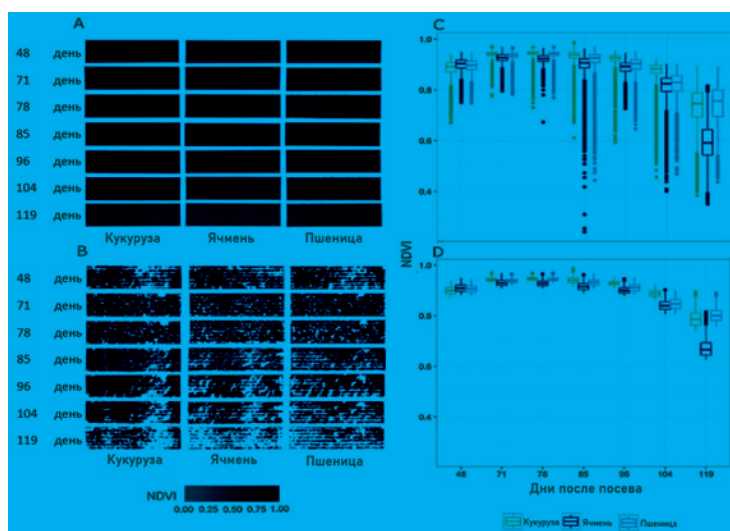 A
48 день
71 день
78 день
85 день
96 день
104 день
119 день
Кукуруза Ячмень Пшеница
B
48 день
71 день
78 день
85 день
96 день
104 день
119 день
Кукуруза Ячмень Пшеница
NDVI
0.00 0.25 0.50 0.75 1.00
C
1.0
0.8
0.6
0.4
NDVI
D
1.0
0.8
0.6
0.4
48 71 78 85 96 104 119
Дни после посева
Кукуруза Ячмень Пшеница